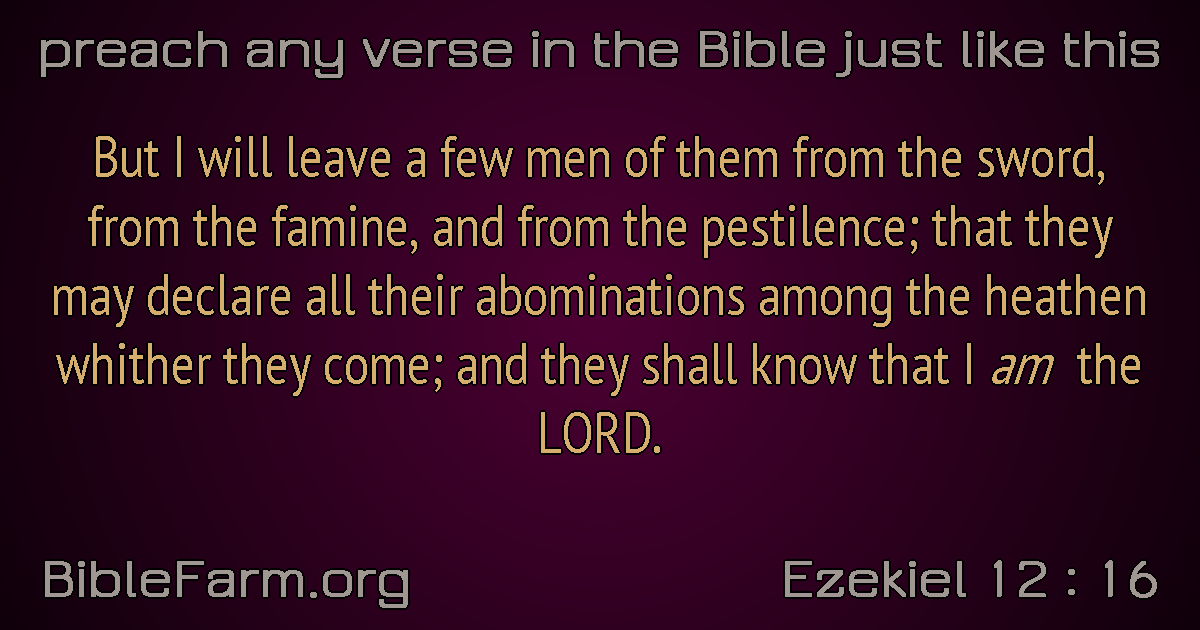 preach any verse in the Bible just like this
But I will leave a few men of them from the sword,
from the famine, and from the pestilence; that they
may declare all their abominations among the heathen
whither they come; and they shall know that I am the
LORD.
BibleFarm.org
Ezekiel 12 : 16